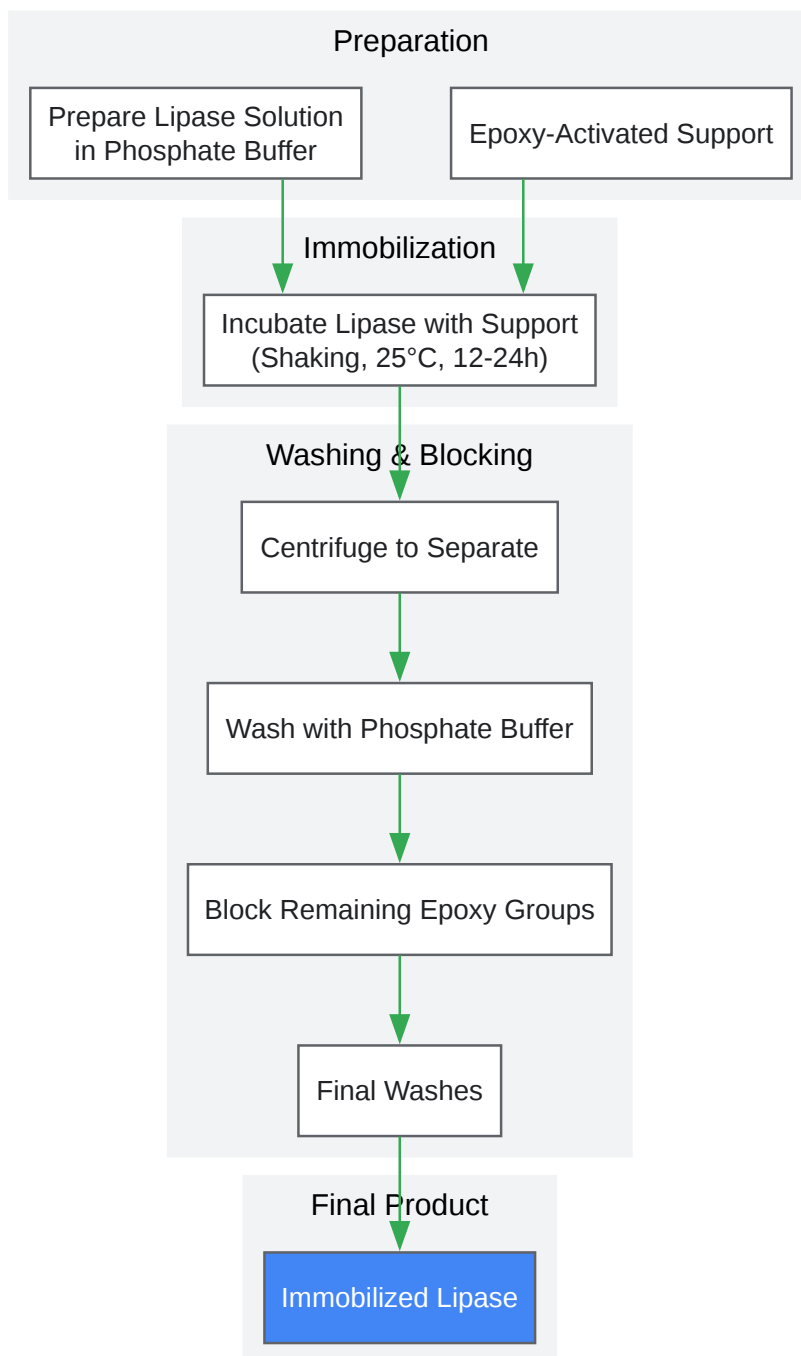 Preparation
Prepare Lipase Solution
in Phosphate Buffer
Epoxy-Activated Support
Immobilization
Incubate Lipase with Support
(Shaking, 25°C, 12-24h)
Washing & Blocking
Centrifuge to Separate
Wash with Phosphate Buffer
Block Remaining Epoxy Groups
Final Washes
Final Product
Immobilized Lipase